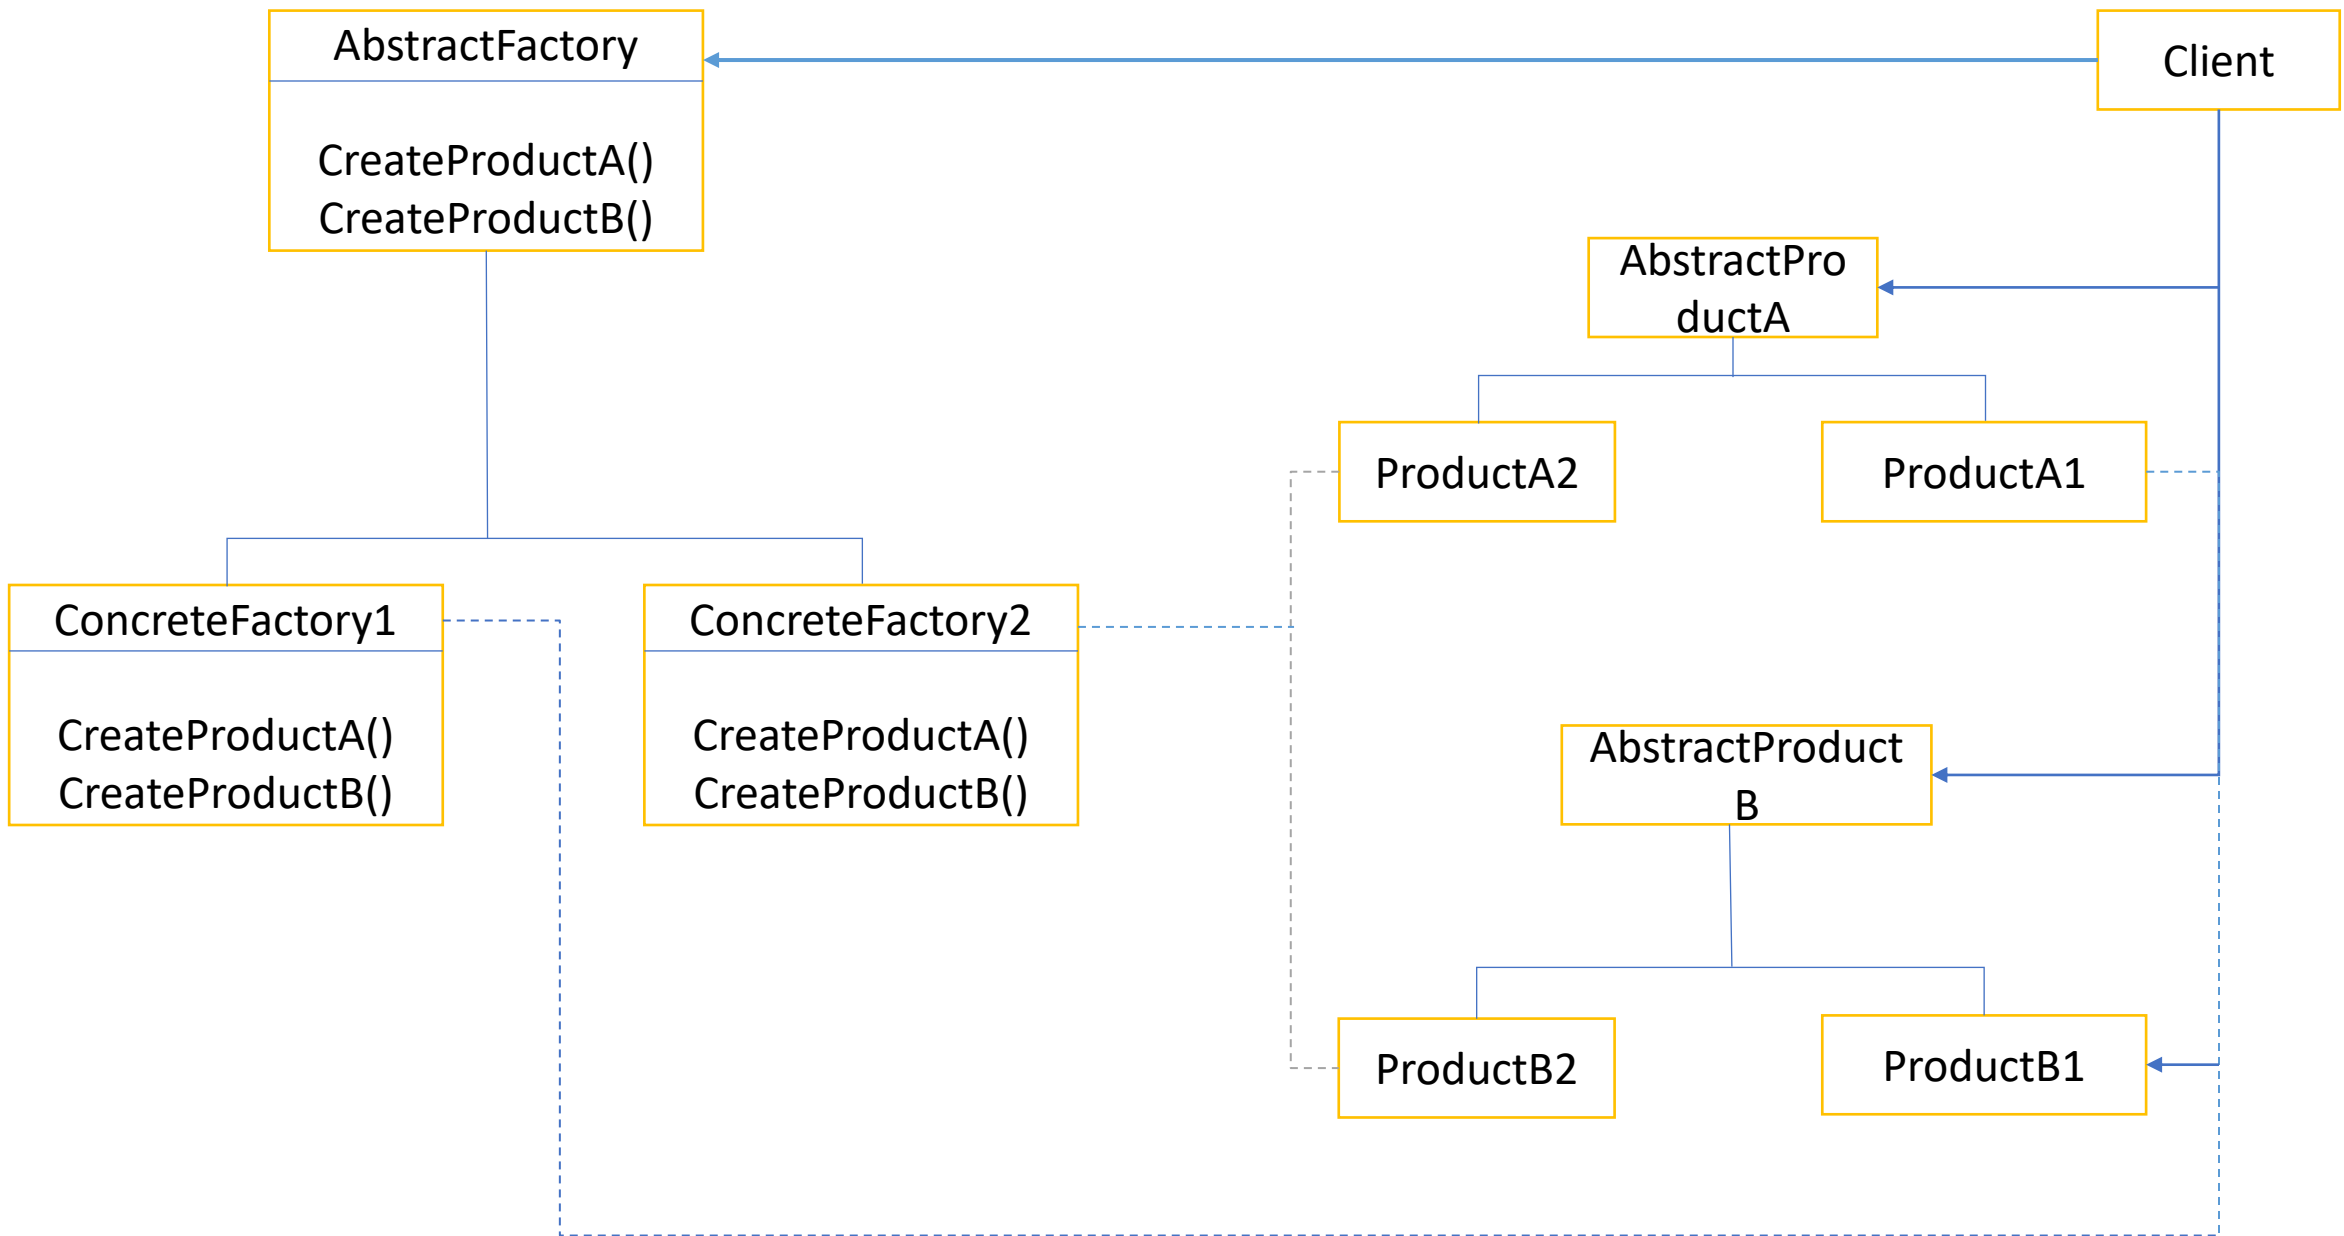 AbstractFactory
CreateProductA()
CreateProductB()
Client
AbstractPro
ductA
ProductA2
ProductA1
ConcreteFactory1
CreateProductA()
CreateProductB()
ConcreteFactory2
CreateProductA()
CreateProductB()
AbstractProduct
B
ProductB2
ProductB1